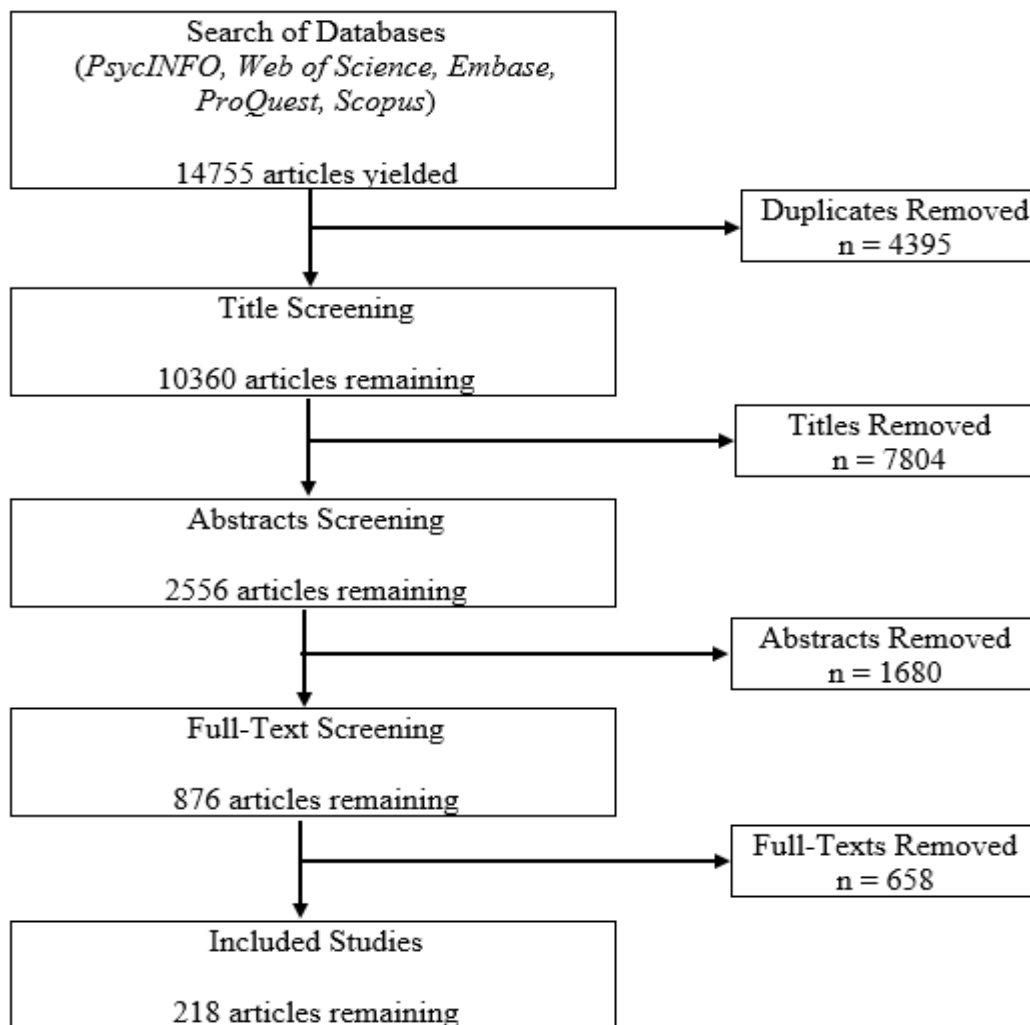 Search of Databases
(PsycINFO, Web of Science, Embase,
ProQuest, Scopus)
14755 articles yielded
Duplicates Removed
n = 4395
Title Screening
10360 articles remaining
Titles Removed
n = 7804
Abstracts Screening
2556 articles remaining
Abstracts Removed
n = 1680
Full-Text Screening
876 articles remaining
Full-Texts Removed
n = 658
Included Studies
218 articles remaining